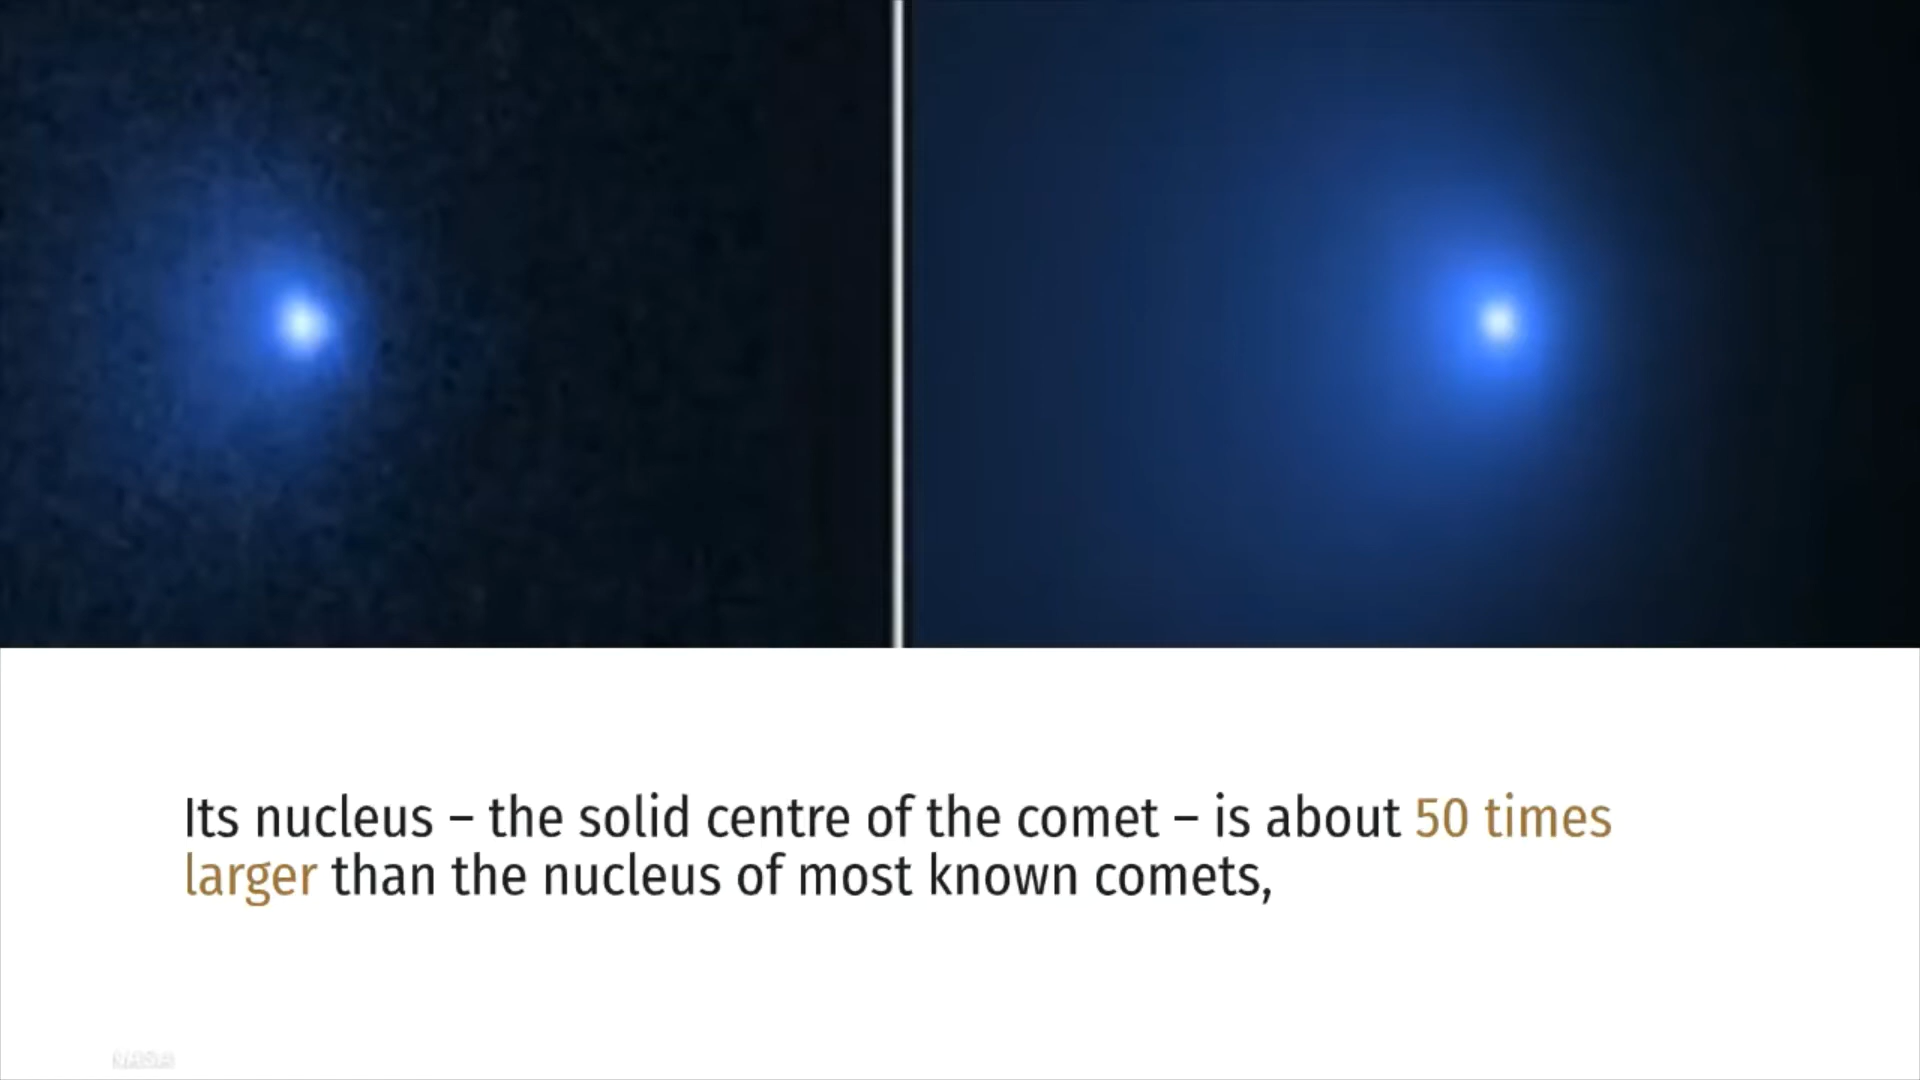 Its nucleus – the solid centre of the comet – is about 50 times
larger than the nucleus of most known comets,
NASA